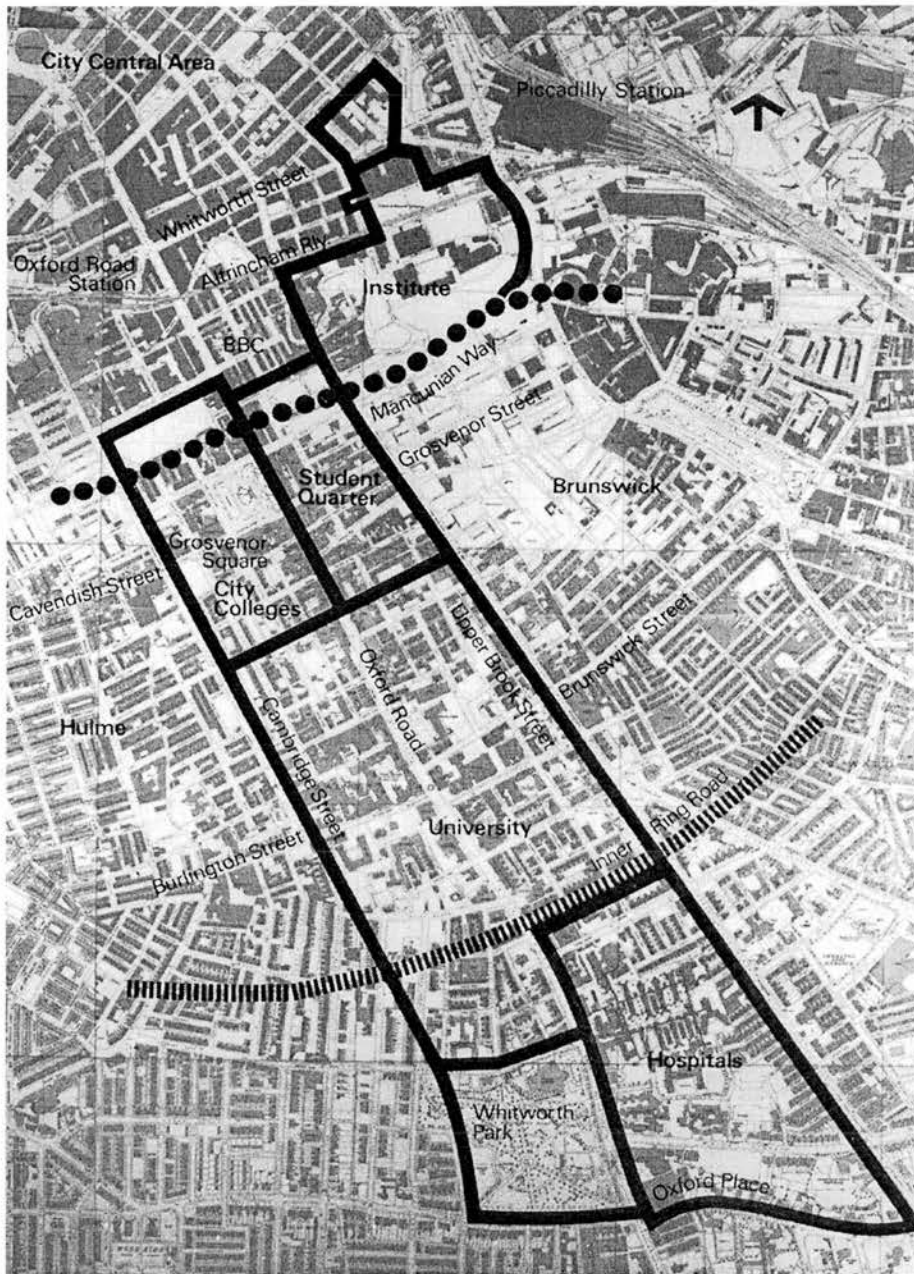 City Central Area
Piccadilly Station
Whitworth Street
Oxford Road
Station
Altrincham Rly
Institute
BBC
Mancunian Way
Grosvenor Street
Student
Quarter
Brunswick
Grosvenor
Square
Cavendish Street
City
Colleges
Upper Brook Street
Brunswick Street
Oxford Road
Hulme
Cambridge Street
University
Inner Ring Road
Burlington Street
Hospitals
Whitworth
Park
Oxford Place